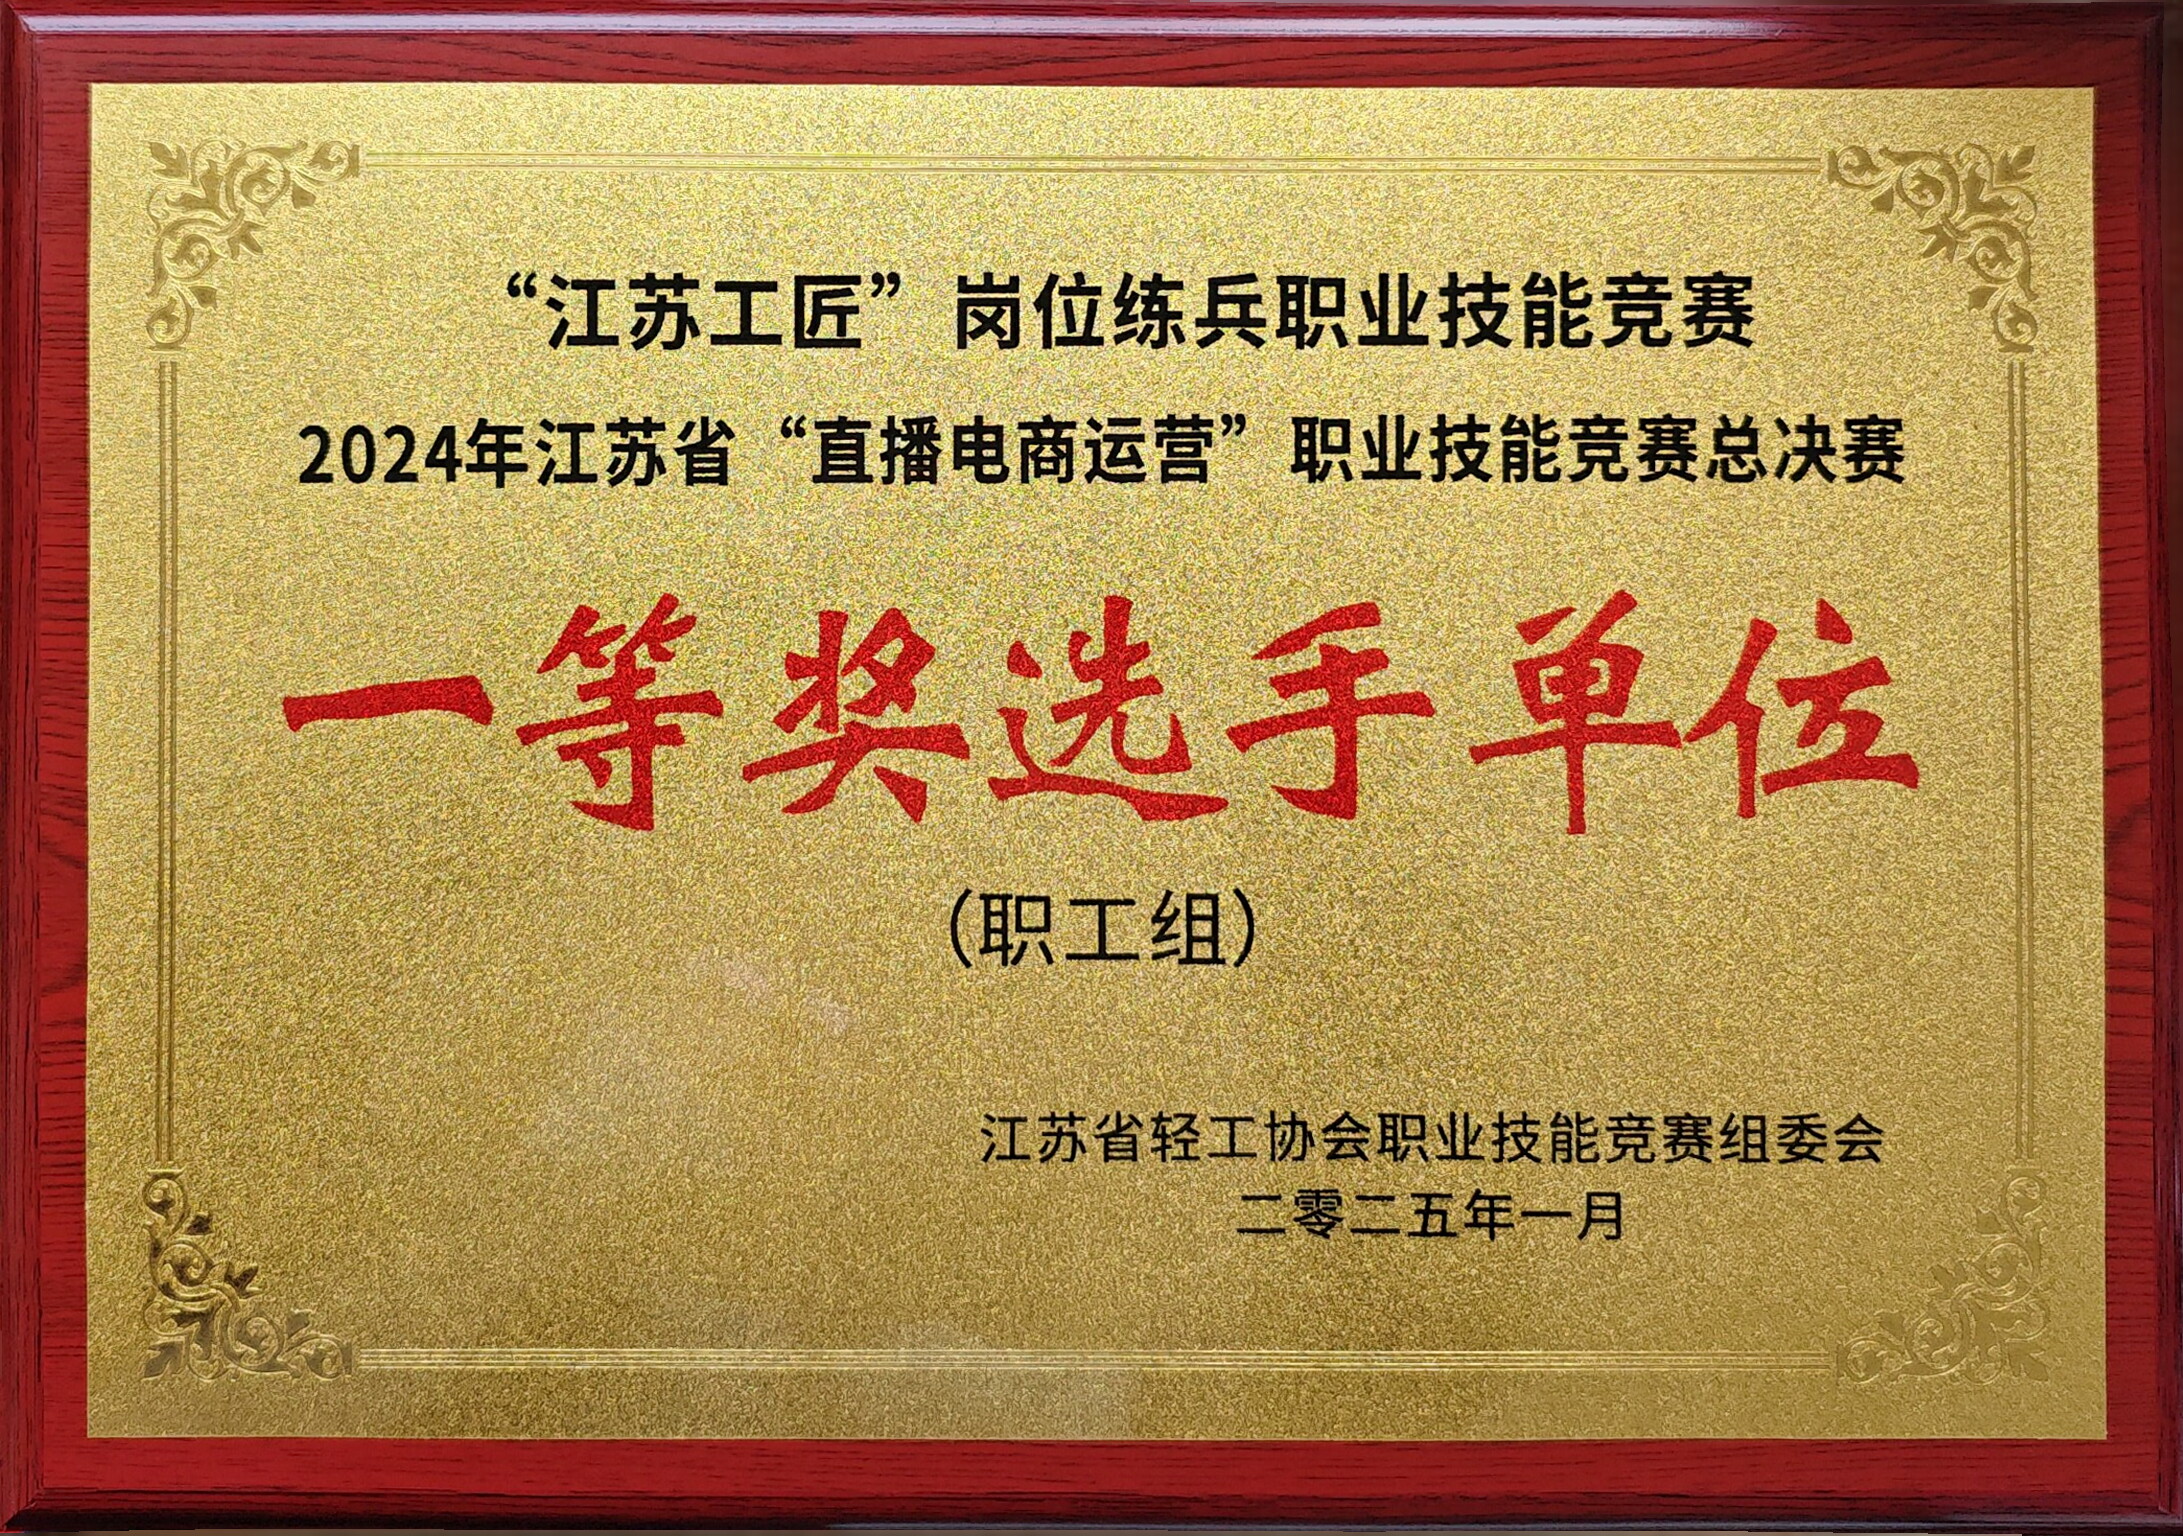 “江苏工匠”岗位练兵职业技能竞赛
2024年江苏省“直播电商运营”职业技能竞赛总决赛
一等奖选手单位
(职工组)
江苏省轻工协会职业技能竞赛组委会
二零二五年一月